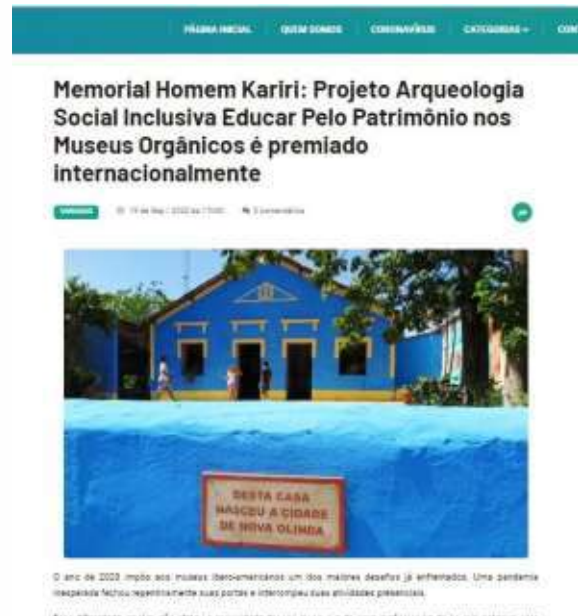 PÁGINA INICIAL QUEM SOMOS CORONAVÍRUS CATEGORIAS CONT
Memorial Homem Kariri: Projeto Arqueologia
Social Inclusiva Educar Pelo Patrimônio nos
Museus Orgânicos é premiado
internacionalmente
DESTA CASA
NASCEU A CIDADE
DE NOVA OLINDA
O ano de 2020 impôs aos museus ibero-americanos um dos maiores desafios já enfrentados. Uma pandemia
inesperada fechou repentinamente suas portas e interrompeu suas atividades presenciais.